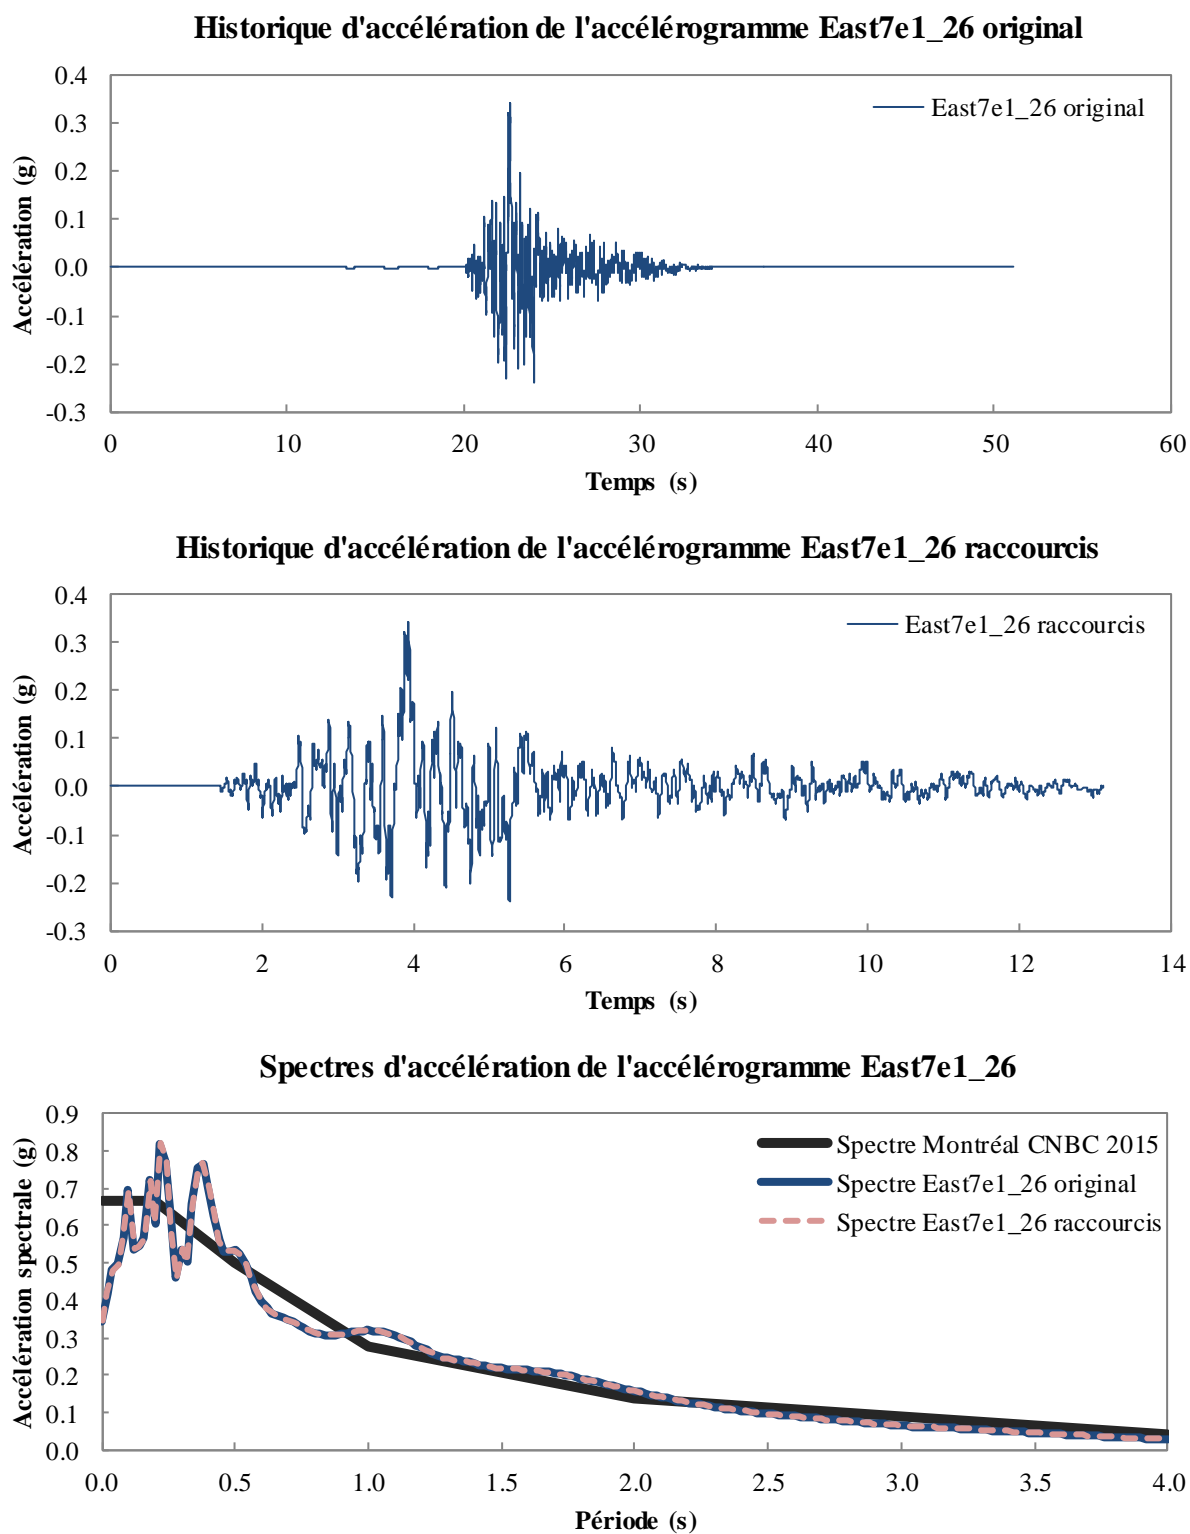 Historique d'accélération de l'accélérogramme East7e1_26 original
0.4
East7e1_26 original
0.3
0.2
0.1
0.0
-0.1
-0.2
-0.3
Accélération (g)
0 10 20 30 40 50 60
Temps (s)
Historique d'accélération de l'accélérogramme East7e1_26 raccourcis
0.4
East7e1_26 raccourcis
0.3
0.2
0.1
0.0
-0.1
-0.2
-0.3
Accélération (g)
0 2 4 6 8 10 12 14
Temps (s)
Spectres d'accélération de l'accélérogramme East7e1_26
0.9
Spectre Montréal CNBC 2015
0.8
Spectre East7e1_26 original
0.7
Spectre East7e1_26 raccourcis
0.6
0.5
0.4
0.3
0.2
0.1
0.0
Accélération spectrale (g)
0.0 0.5 1.0 1.5 2.0 2.5 3.0 3.5 4.0
Période (s)